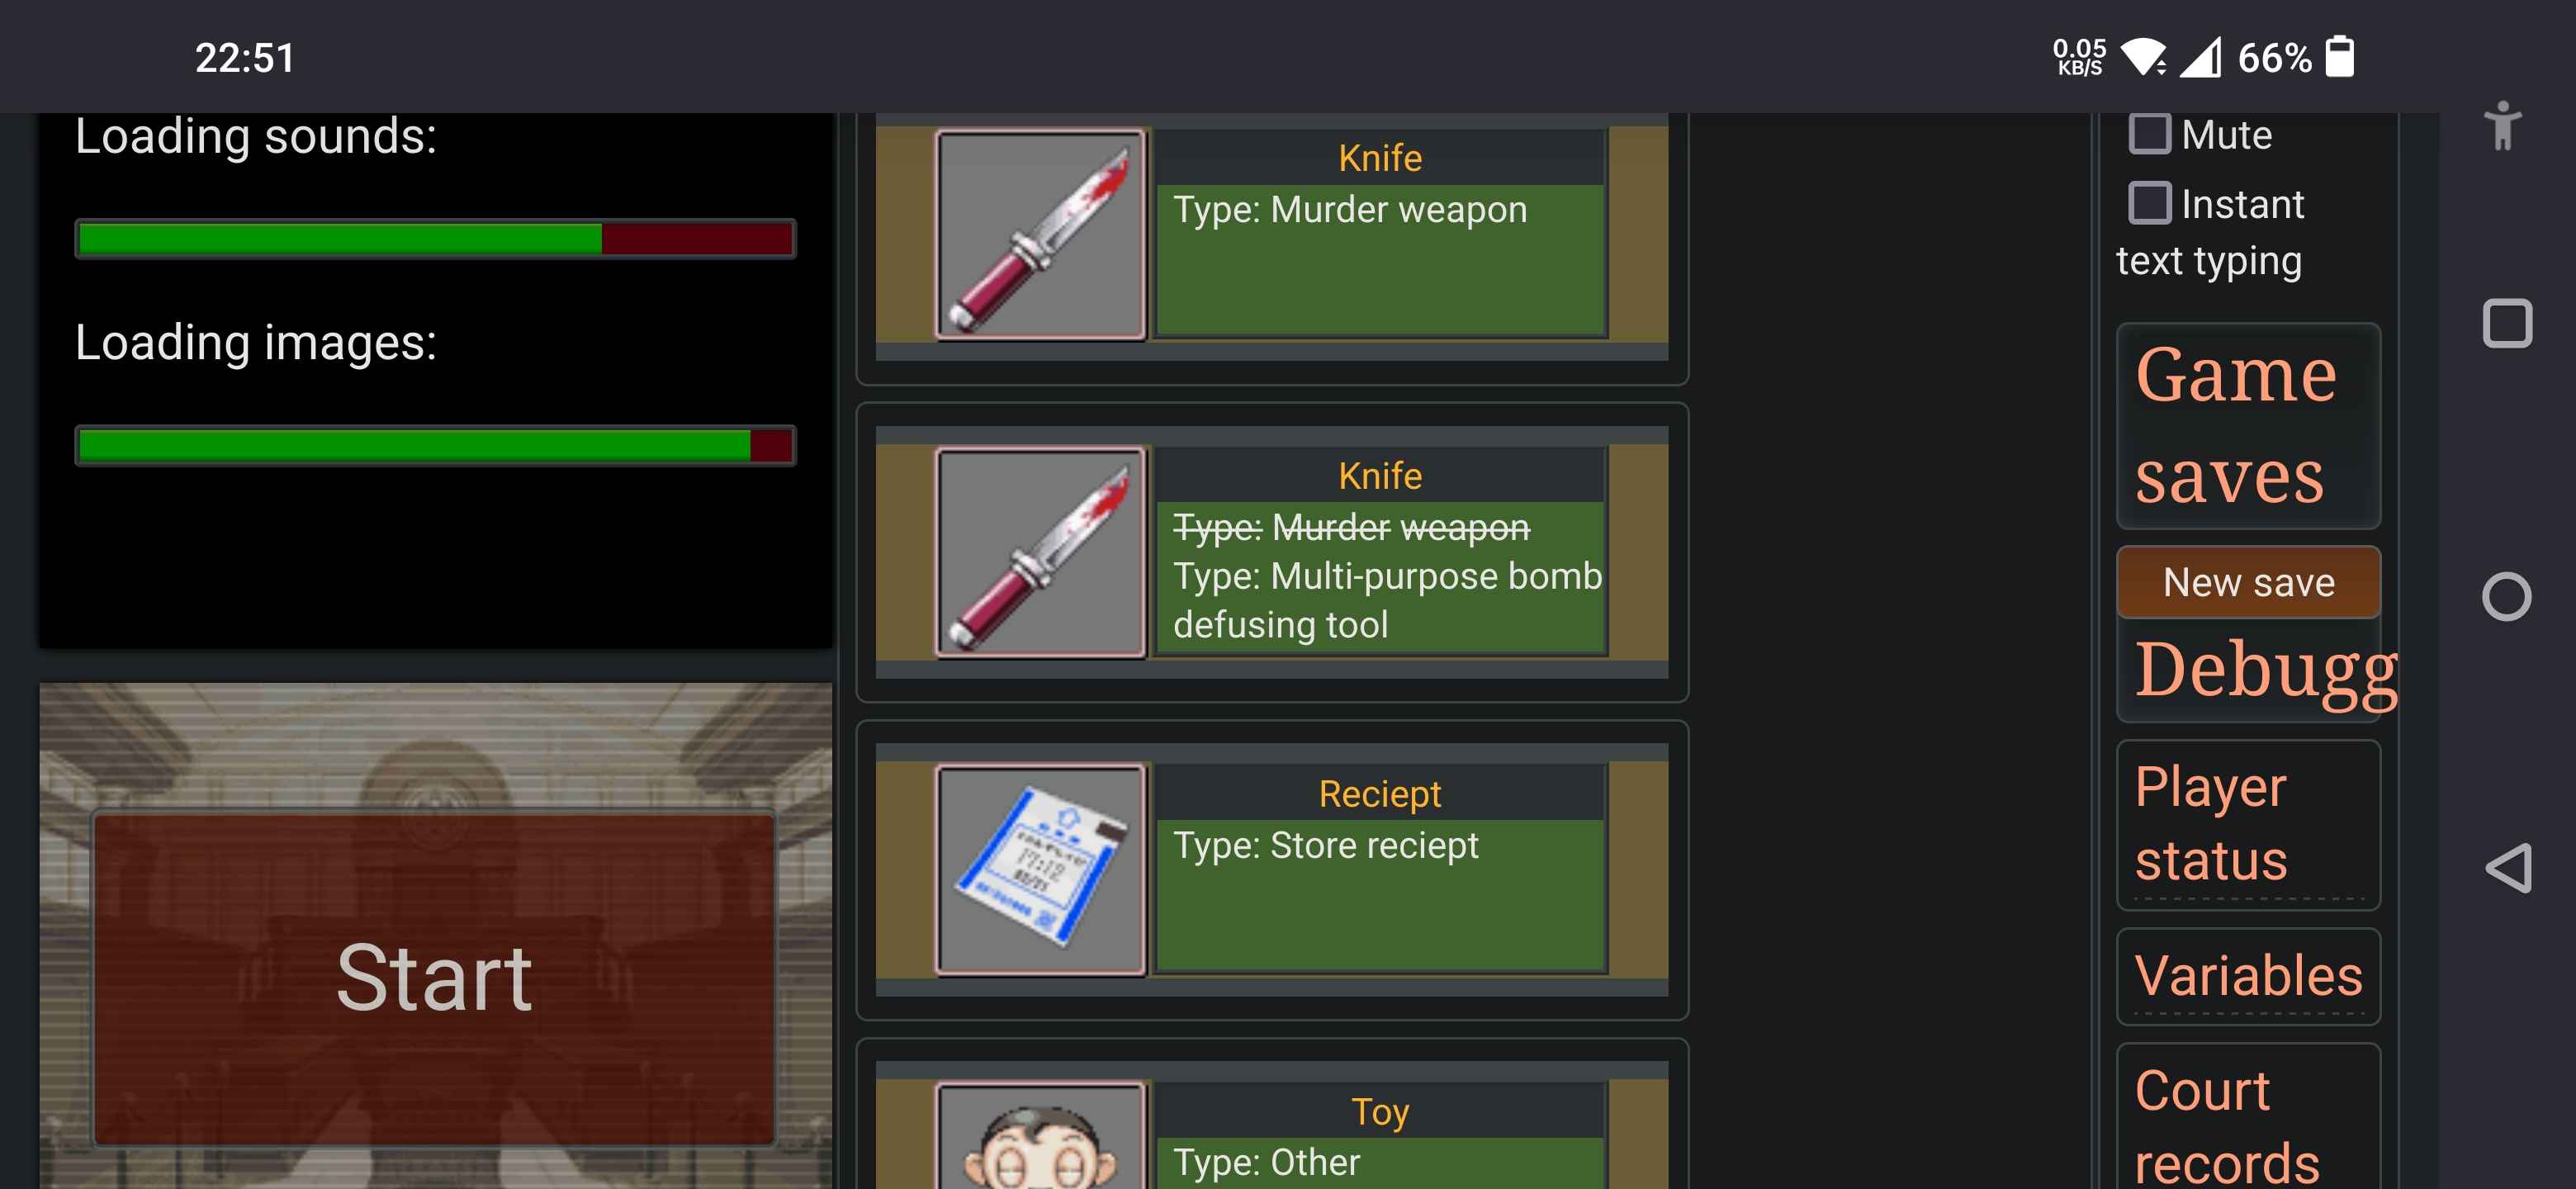 22:51
0.05
KB/S
66%
Loading sounds:
Loading images:
Start
Knife
Type: Murder weapon
Knife
Type: Murder weapon
Type: Multi-purpose bomb
defusing tool
Reciept
Type: Store reciept
17:12
Toy
Type: Other
Mute
Instant
text typing
Game
saves
New save
Debugg
Player
status
Variables
Court
records